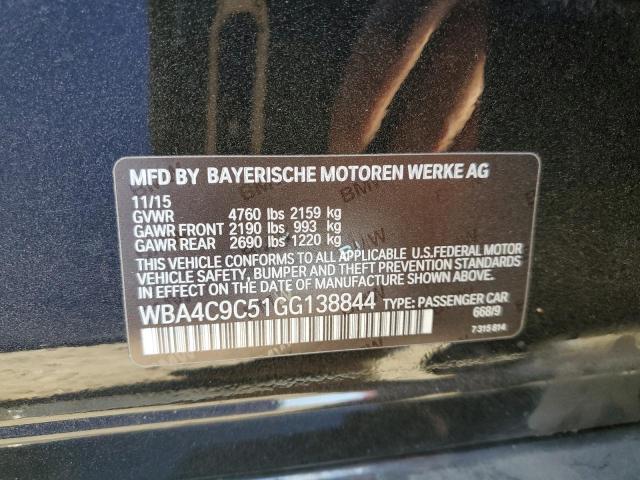 MFD BY BAYERISCHE MOTOREN WERKE AG
11/15
GVWR 4760 lbs 2159 kg
GAWR FRONT 2190 lbs 993 kg
GAWR REAR 2690 lbs 1220 kg
THIS VEHICLE CONFORMS TO ALL APPLICABLE U.S.FEDERAL MOTOR
VEHICLE SAFETY, BUMPER AND THEFT PREVENTION STANDARDS
IN EFFECT ON THE DATE OF MANUFACTURE SHOWN ABOVE.
WBA4C9C51GG138844 TYPE: PASSENGER CAR
668/9
7 315 814